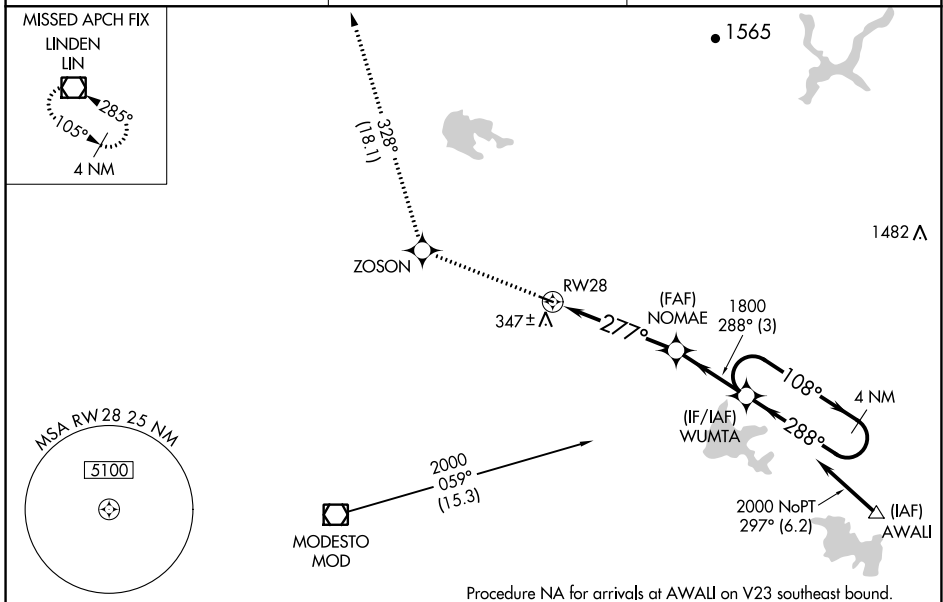 MISSED APCH FIX
LINDEN
LIN
285°
105°
4 NM
328°
(18.1)
1565
1482
ZOSON
RW28
347±
277°
(FAF)
NOMAE
1800
288° (3)
108°
4 NM
288°
(IF/IAF)
WUMTA
MSA RW 28 25 NM
5100
2000
059°
(15.3)
MODESTO
MOD
2000 NoPT
297° (6.2)
(IAF)
AWALI
Procedure NA for arrivals at AWALI on V23 southeast bound.